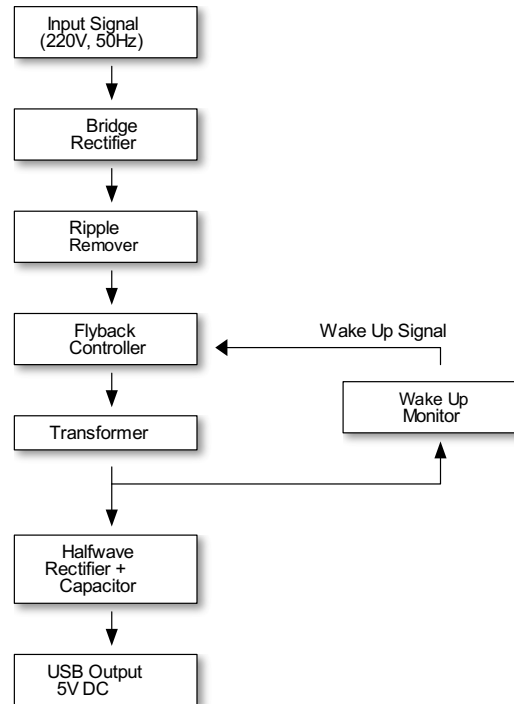 Input Signal
(220V, 50Hz)
Bridge
Rectifier
Ripple
Remover
Flyback
Controller
Wake Up Signal
Wake Up
Monitor
Transformer
Halfwave
Rectifier +
Capacitor
USB Output
5V DC